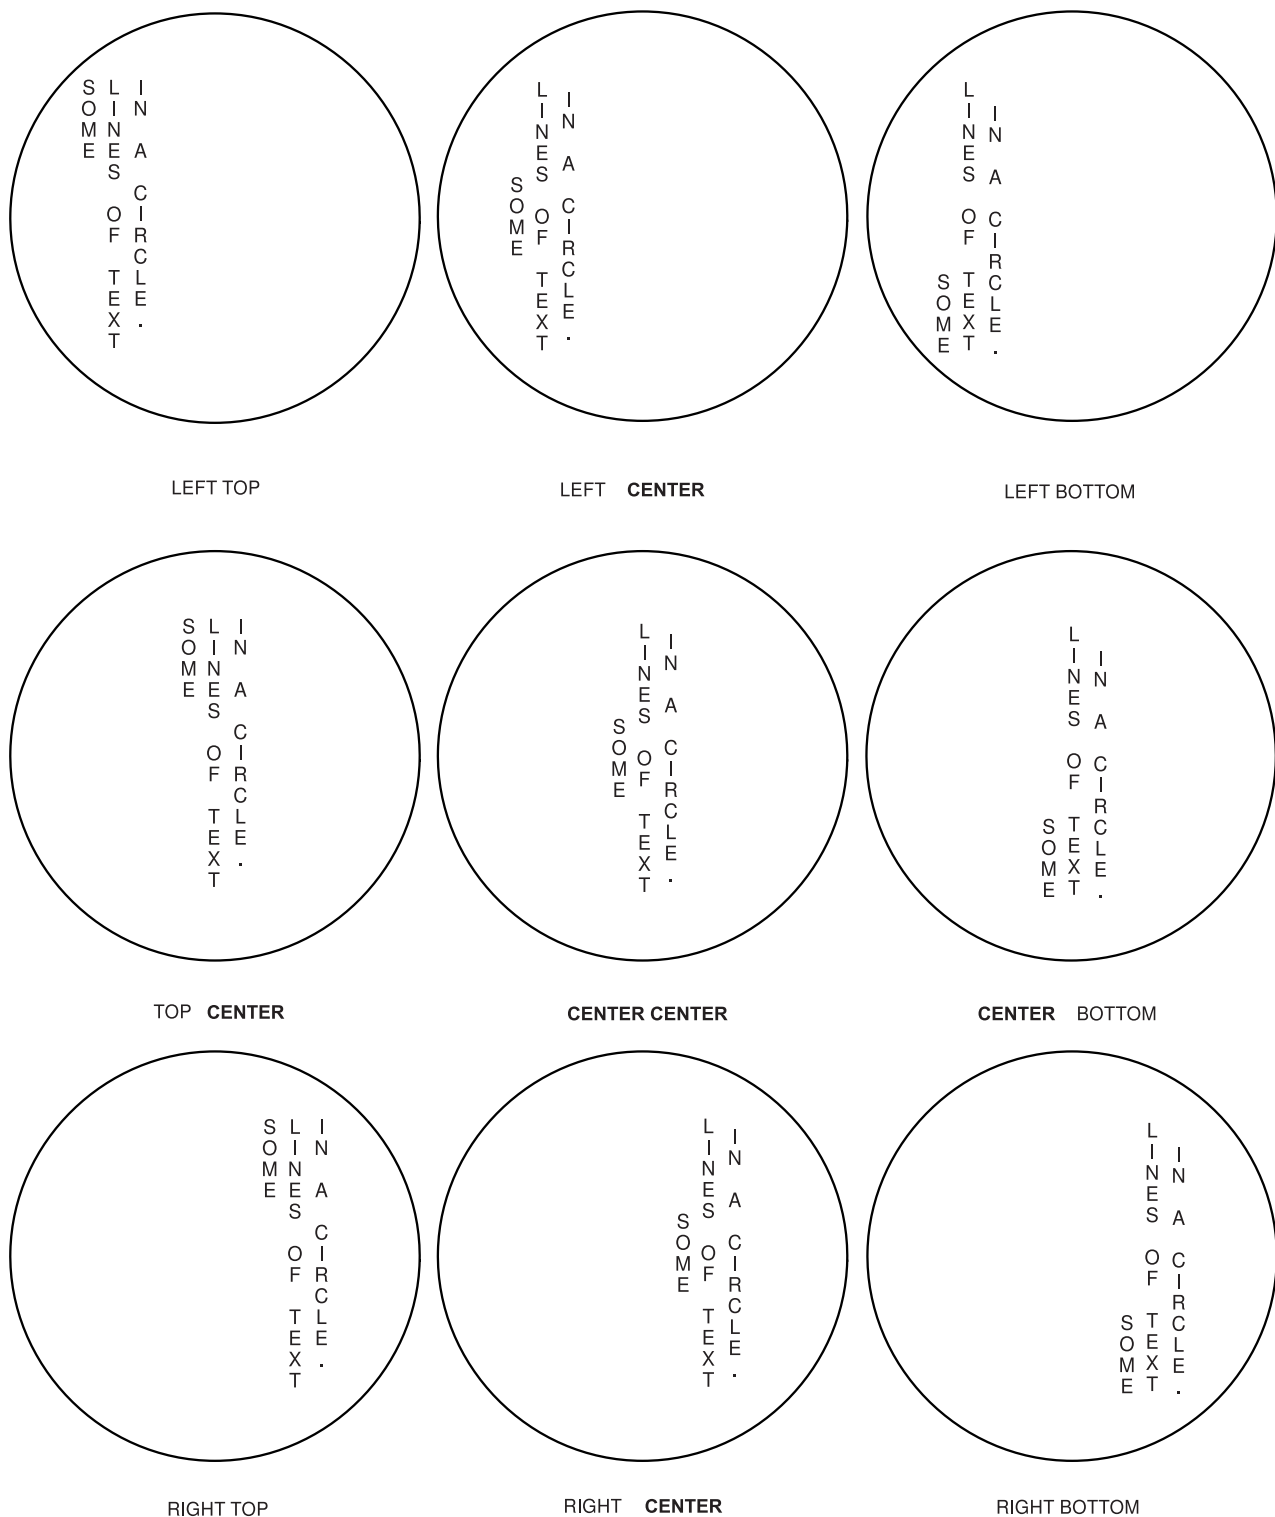 SOME
LINES OF TEXT
IN A CIRCLE.
SOME
LINES OF TEXT
IN A CIRCLE.
SOME
LINES OF TEXT
IN A CIRCLE.
LEFT TOP
LEFT CENTER
LEFT BOTTOM
SOME
LINES OF TEXT
IN A CIRCLE.
SOME
LINES OF TEXT
IN A CIRCLE.
SOME
LINES OF TEXT
IN A CIRCLE.
TOP CENTER
CENTER CENTER
CENTER BOTTOM
SOME
LINES OF TEXT
IN A CIRCLE.
SOME
LINES OF TEXT
IN A CIRCLE.
SOME
LINES OF TEXT
IN A CIRCLE.
RIGHT TOP
RIGHT CENTER
RIGHT BOTTOM